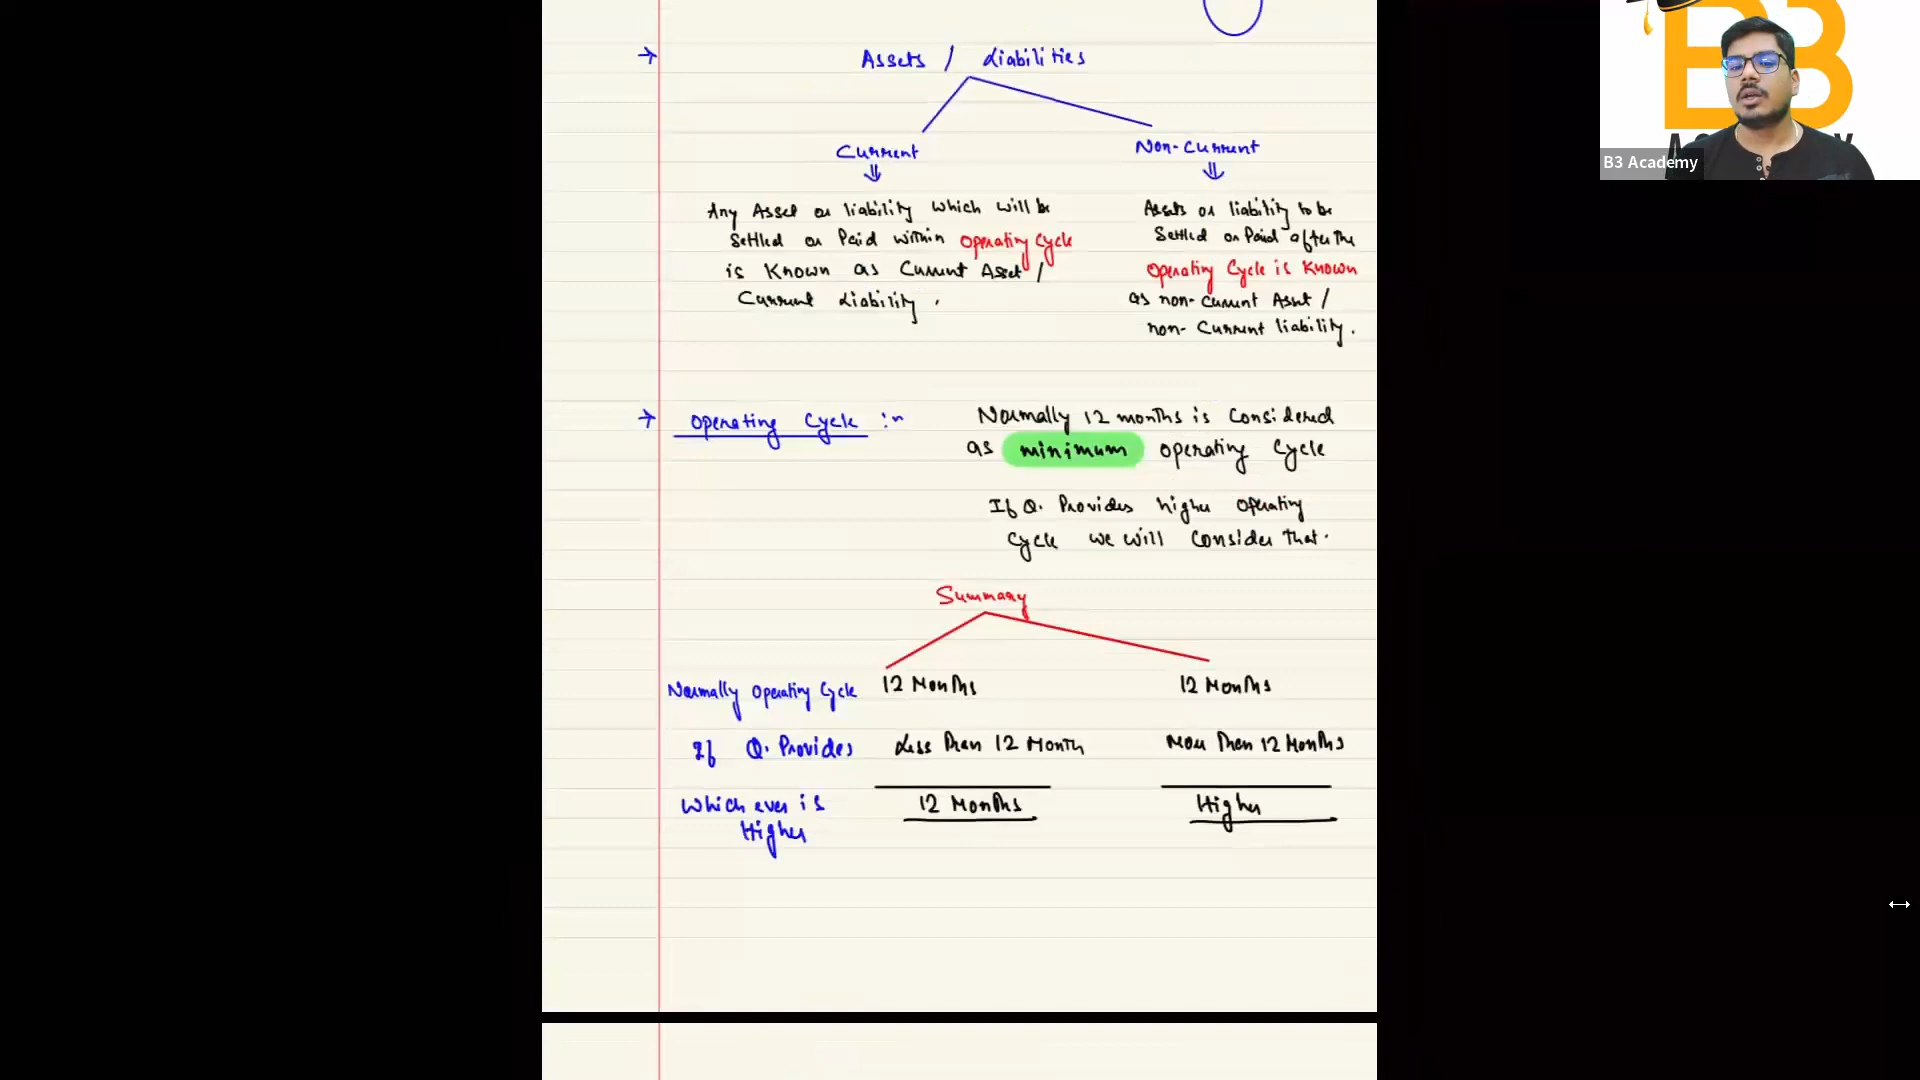 Assets / Liabilities
Current
Non-Current
Any Asset or liability which will be
settled or Paid within Operating Cycle
is Known as Current Asset /
Current Liability.
Assets or liability to be
Settled or Paid after the
Operating Cycle is Known
as non-current Asset /
non-Current liability.
Operating Cycle :-
Normally 12 months is Considered
as minimum operating Cycle
If Q. Provides higher Operating
Cycle we will Consider that.
Summary
Normally Operating Cycle 12 Months 12 Months
If Q. Provides Less Than 12 Month More Than 12 Months
Which ever is 12 Months Higher
Higher
B3
B3 Academy